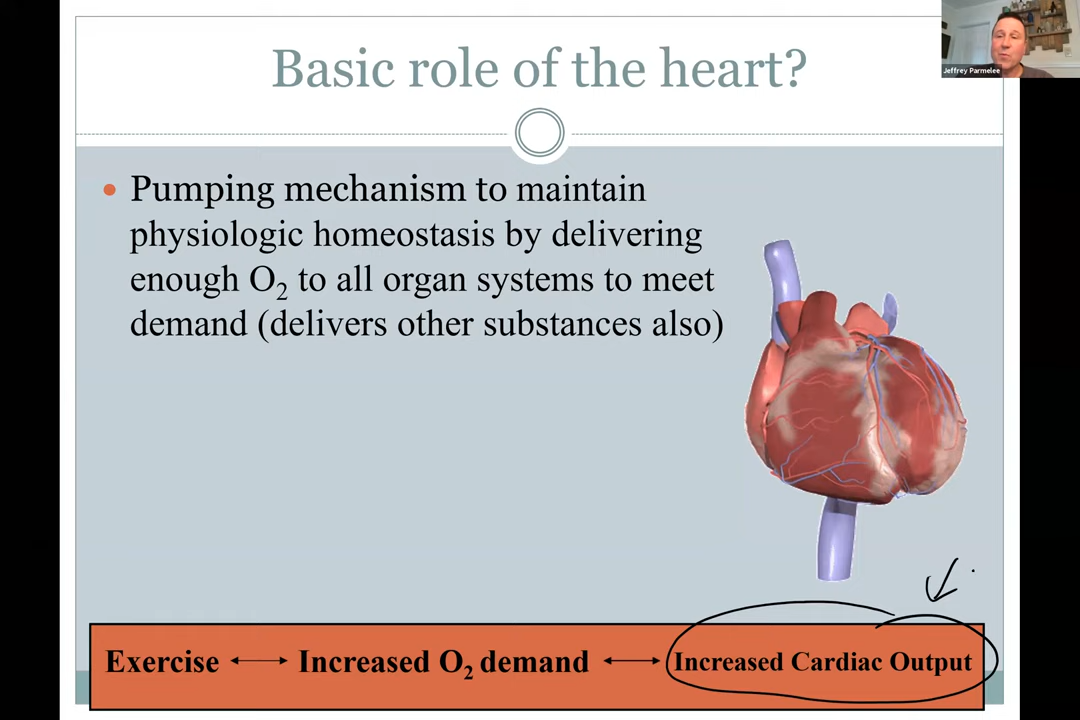 Basic role of the heart?
Jeffrey Parmelee
• Pumping mechanism to maintain
physiologic homeostasis by delivering
enough O₂ to all organ systems to meet
demand (delivers other substances also)
Exercise ↔ Increased O₂ demand ↔ Increased Cardiac Output